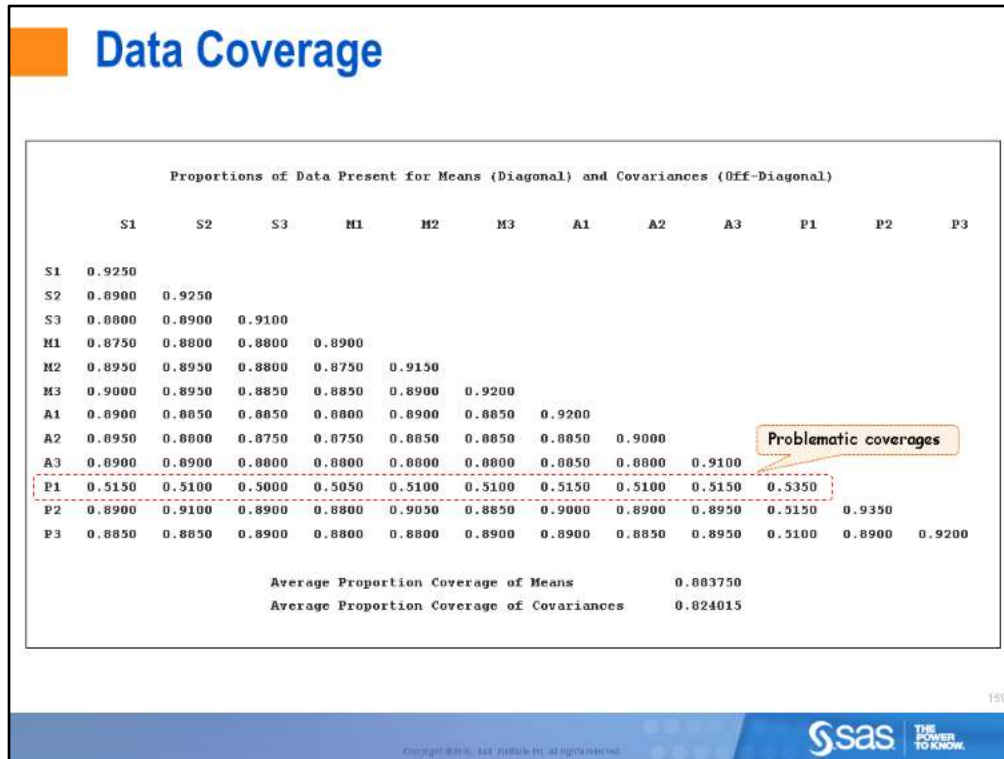 Data Coverage
Proportions of Data Present for Means (Diagonal) and Covariances (Off-Diagonal)
S1 S2 S3 M1 M2 M3 A1 A2 A3 P1 P2 P3
S1 0.9250
S2 0.8900 0.9250
S3 0.8800 0.8900 0.9100
M1 0.8750 0.8800 0.8800 0.8900
M2 0.8950 0.8950 0.8800 0.8750 0.9150
M3 0.9000 0.8950 0.8850 0.8850 0.8900 0.9200
A1 0.8900 0.8850 0.8850 0.8800 0.8900 0.8850 0.9200
A2 0.8950 0.8800 0.8750 0.8750 0.8850 0.8850 0.8850 0.9000
Problematic coverages
A3 0.8900 0.8900 0.8800 0.8800 0.8800 0.8800 0.8850 0.8800 0.9100
P1 0.5150 0.5100 0.5000 0.5050 0.5100 0.5100 0.5150 0.5100 0.5150 0.5350
P2 0.8900 0.9100 0.8900 0.8800 0.9050 0.8850 0.9000 0.8900 0.8950 0.5150 0.9350
P3 0.8850 0.8850 0.8900 0.8800 0.8800 0.8900 0.8900 0.8850 0.8950 0.5100 0.8900 0.9200
Average Proportion Coverage of Means 0.883750
Average Proportion Coverage of Covariances 0.824015
159
Copyright SAS Institute Inc. all rights reserved.
sas THE
POWER
TO KNOW.